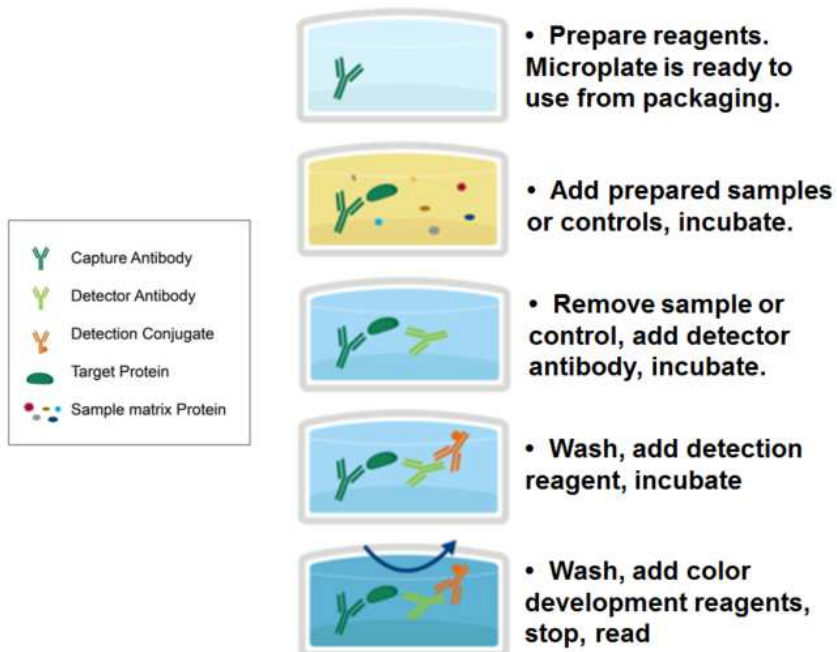 • Prepare reagents.
Microplate is ready to
use from packaging.
• Add prepared samples
or controls, incubate.
Capture Antibody
Detector Antibody
Detection Conjugate
Target Protein
Sample matrix Protein
• Remove sample or
control, add detector
antibody, incubate.
• Wash, add detection
reagent, incubate
• Wash, add color
development reagents,
stop, read